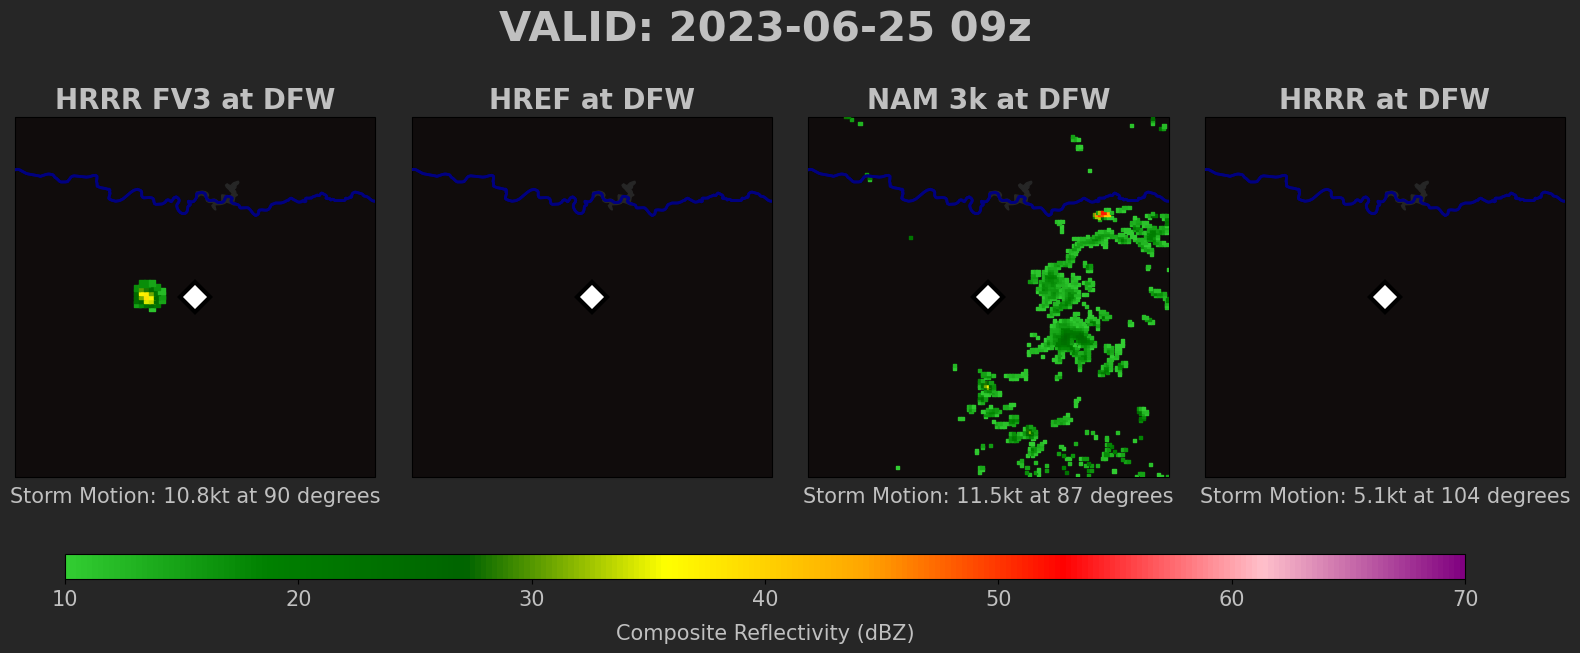 VALID: 2023-06-25 09z
HRRR FV3 at DFW
HREF at DFW
NAM 3k at DFW
HRRR at DFW
Storm Motion: 10.8kt at 90 degrees
Storm Motion: 11.5kt at 87 degrees
Storm Motion: 5.1kt at 104 degrees
10 20 30 40 50 60 70
Composite Reflectivity (dBZ)